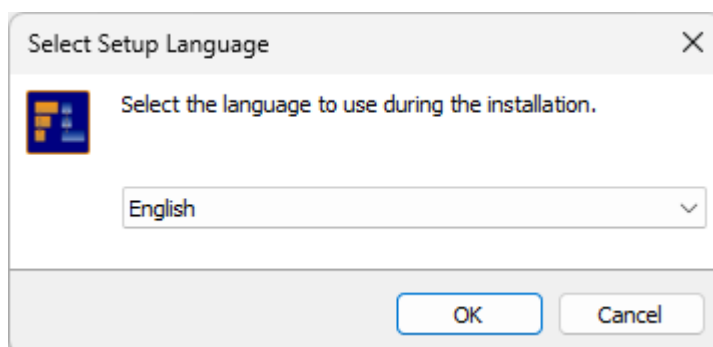 Select Setup Language
Select the language to use during the installation.
English
OK
Cancel